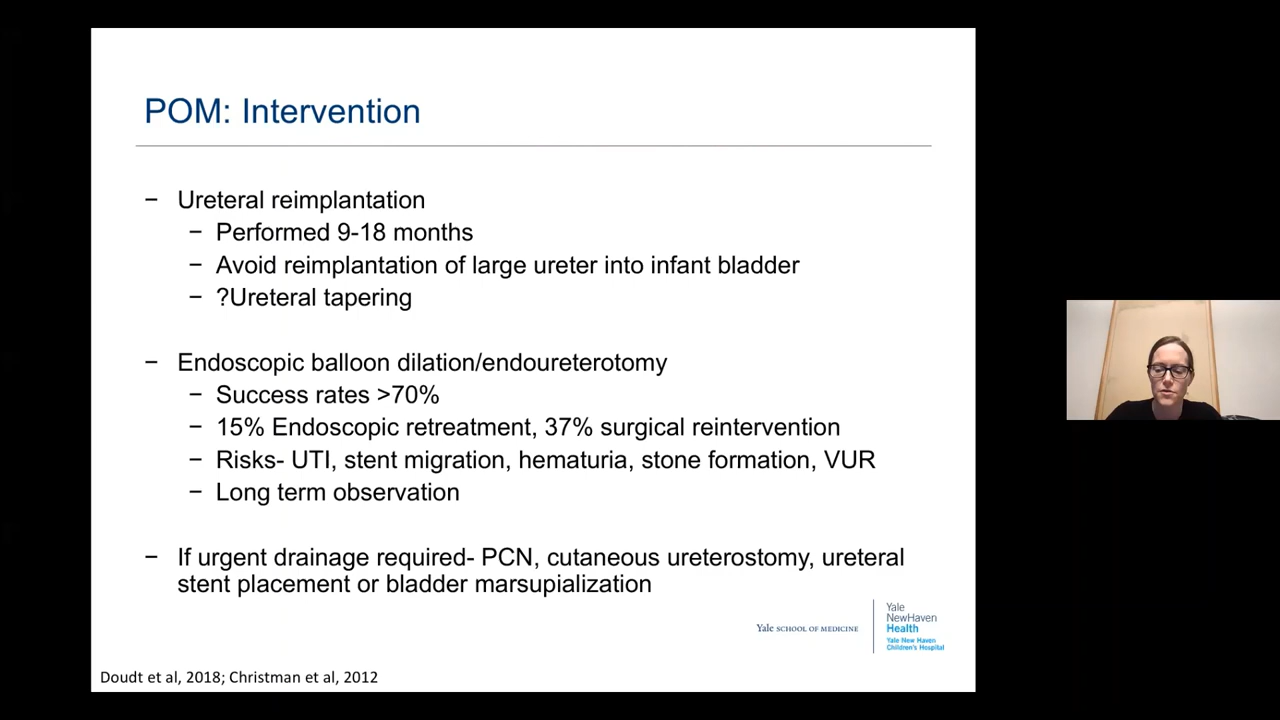 POM: Intervention
− Ureteral reimplantation
− Performed 9-18 months
− Avoid reimplantation of large ureter into infant bladder
− ?Ureteral tapering
− Endoscopic balloon dilation/endoureterotomy
− Success rates >70%
− 15% Endoscopic retreatment, 37% surgical reintervention
− Risks- UTI, stent migration, hematuria, stone formation, VUR
− Long term observation
− If urgent drainage required- PCN, cutaneous ureterostomy, ureteral
stent placement or bladder marsupialization
Yale SCHOOL OF MEDICINE
Yale
NewHaven
Health
Yale New Haven
Children's Hospital
Doudt et al, 2018; Christman et al, 2012